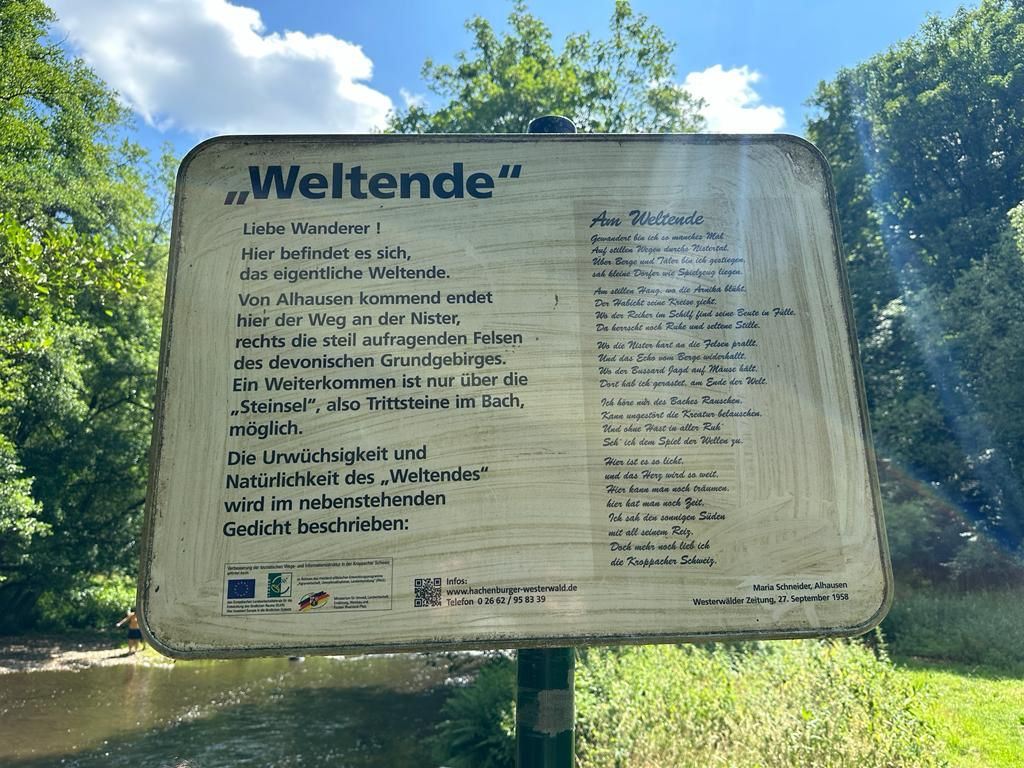 „Weltende“
Liebe Wanderer !
Hier befindet es sich,
das eigentliche Weltende.
Von Alhausen kommend endet
hier der Weg an der Nister,
rechts die steil aufragenden Felsen
des devonischen Grundgebirges.
Ein Weiterkommen ist nur über die
„Steinsel“, also Trittsteine im Bach,
möglich.
Die Urwüchsigkeit und
Natürlichkeit des „Weltendes“
wird im nebenstehenden
Gedicht beschrieben:
Am Weltende
Gewandert bin ich so manches Mal
Auf stillen Wegen durchs Nistertal.
Über Berge und Täler bin ich gestiegen,
sah kleine Dörfer wie Spielzeug liegen.
Am stillen Hang, wo die Arnika blüht,
Der Habicht seine Kreise zieht,
Wo der Reiher im Schilf find seine Beute in Fülle,
Da herrscht noch Ruhe und seltene Stille.
Wo die Nister hart an die Felsen prallt,
Und das Echo vom Berge widerhallt,
Wo der Bussard Jagd auf Mäuse hält,
Dort hab ich gerastet, am Ende der Welt.
Ich höre nur des Baches Rauschen,
Kann ungestört die Kreatur belauschen,
Und ohne Hast in aller Ruh'
Seh' ich dem Spiel der Wellen zu.
Hier ist es so licht,
und das Herz wird so weit,
Hier kann man noch träumen,
hier hat man noch Zeit.
Ich sah den sonnigen Süden
mit all seinem Reiz,
Doch mehr noch lieb ich
die Kroppacher Schweiz.
Verbesserung der touristischen Wege- und Informationsinfrastruktur in der Kroppacher Schweiz
Infos:
www.hachenburger-westerwald.de
Telefon 0 26 62 / 95 83 39
Maria Schneider, Alhausen
Westerwälder Zeitung, 27. September 1958